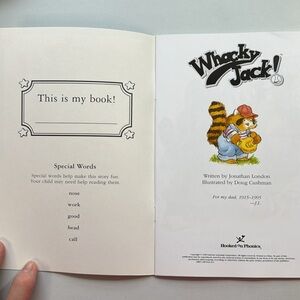 This is my book!
Special Words
Special words help make this story fun.
Your child may need help reading them.
nose
work
good
head
call
Whacky
Jack!
Written by Jonathan London
Illustrated by Doug Cushman
For my dad, 1915-1995
—J.L.
Hooked on Phonics